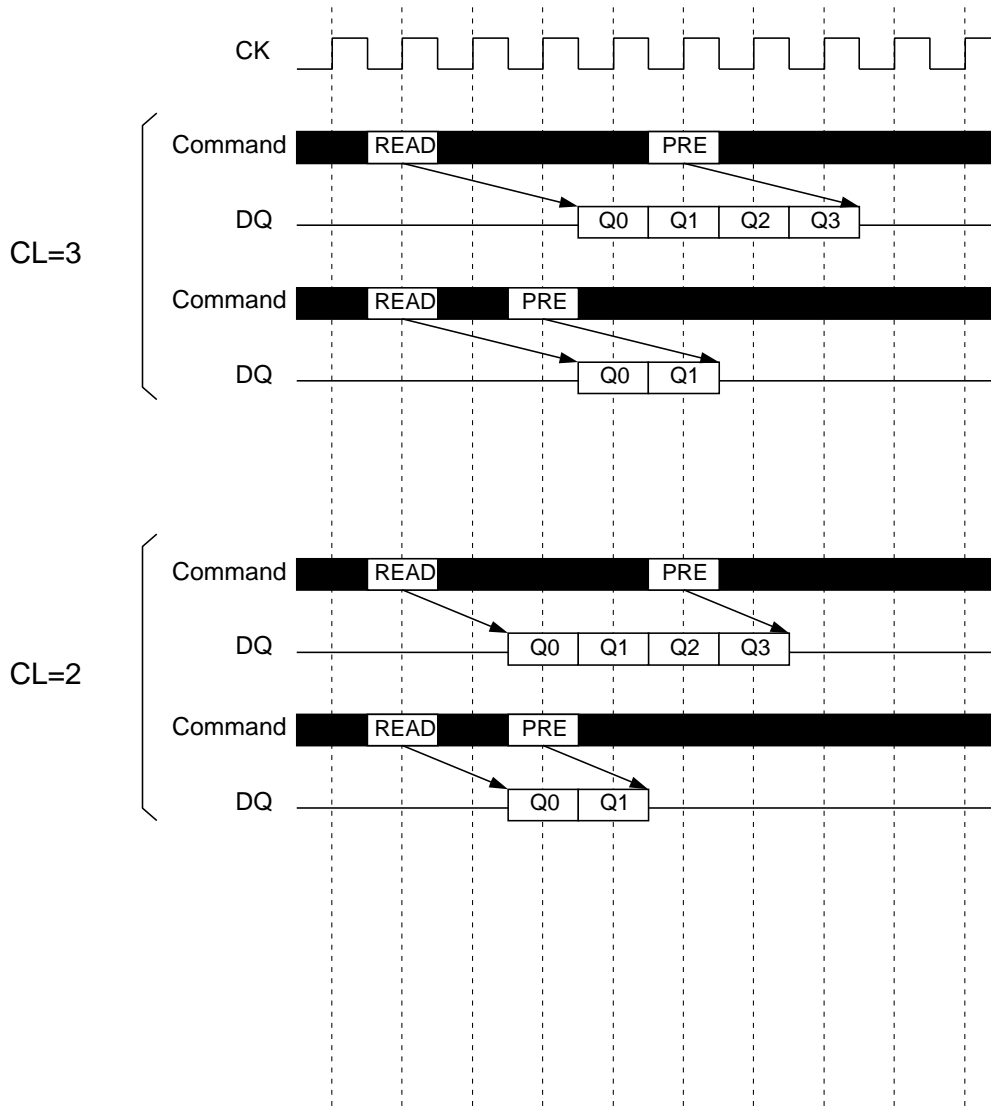 CK
Command READ PRE
DQ Q0 Q1 Q2 Q3
CL=3
Command READ PRE
DQ Q0 Q1
Command READ PRE
DQ Q0 Q1 Q2 Q3
CL=2
Command READ PRE
DQ Q0 Q1